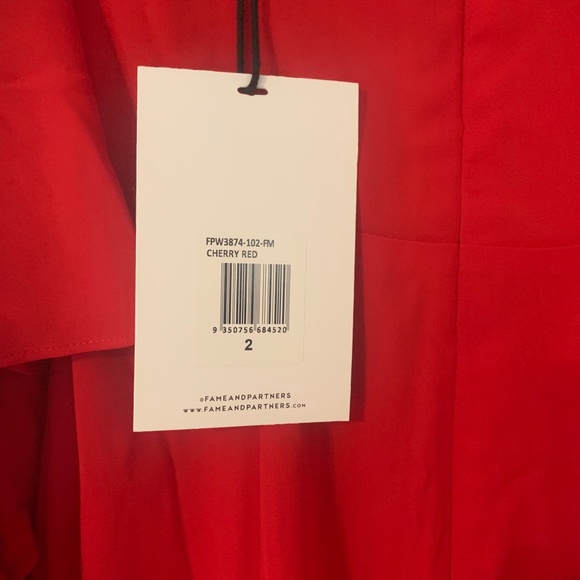 FPW3874-102-FM
CHERRY RED
9 350756 684520
2
@FAMEANDPARTNERS
WWW.FAMEANDPARTNERS.COM